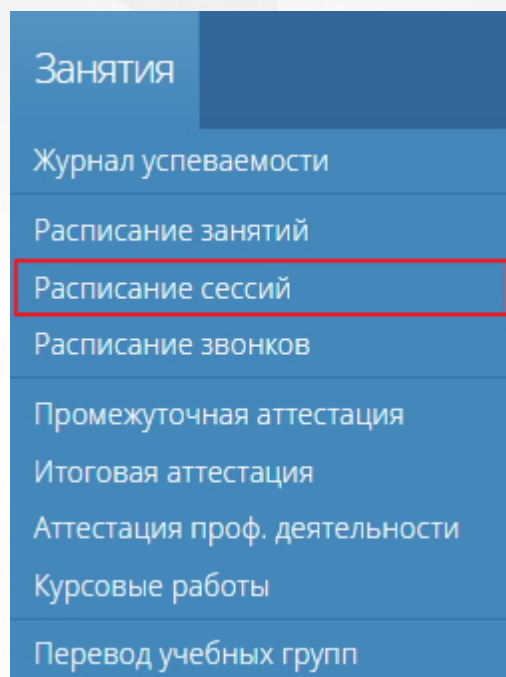 Занятия
Журнал успеваемости
Расписание занятий
Расписание сессий
Расписание звонков
Промежуточная аттестация
Итоговая аттестация
Аттестация проф. деятельности
Курсовые работы
Перевод учебных групп